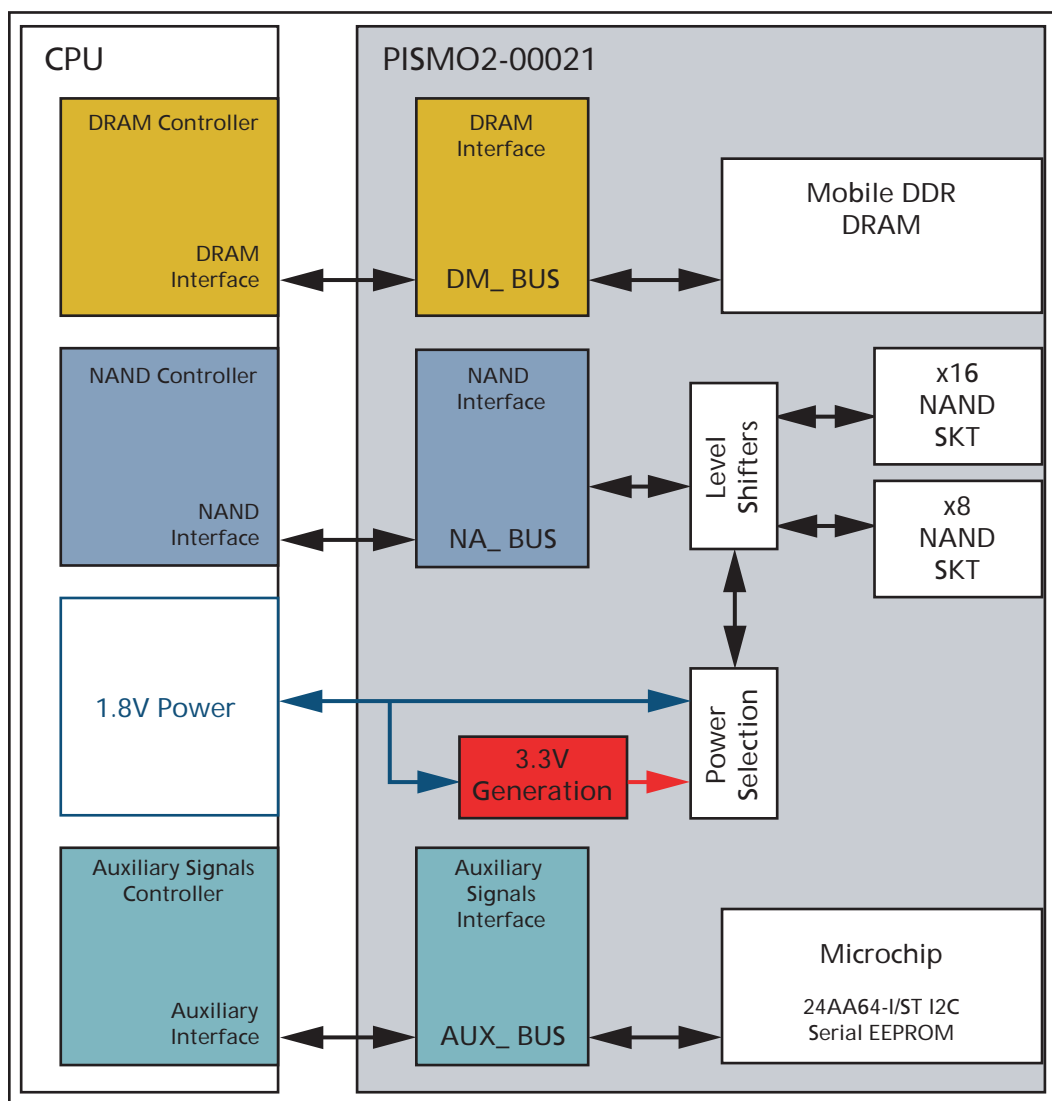 CPU
DRAM Controller
DRAM
Interface
NAND Controller
NAND
Interface
1.8V Power
Auxiliary Signals
Controller
Auxiliary
Interface
PISMO2-00021
DRAM
Interface
DM_ BUS
Mobile DDR
DRAM
NAND
Interface
NA_ BUS
Level
Shifters
x16
NAND
SKT
x8
NAND
SKT
3.3V
Generation
Power
Selection
Auxiliary
Signals
Interface
AUX_ BUS
Microchip
24AA64-I/ST I2C
Serial EEPROM